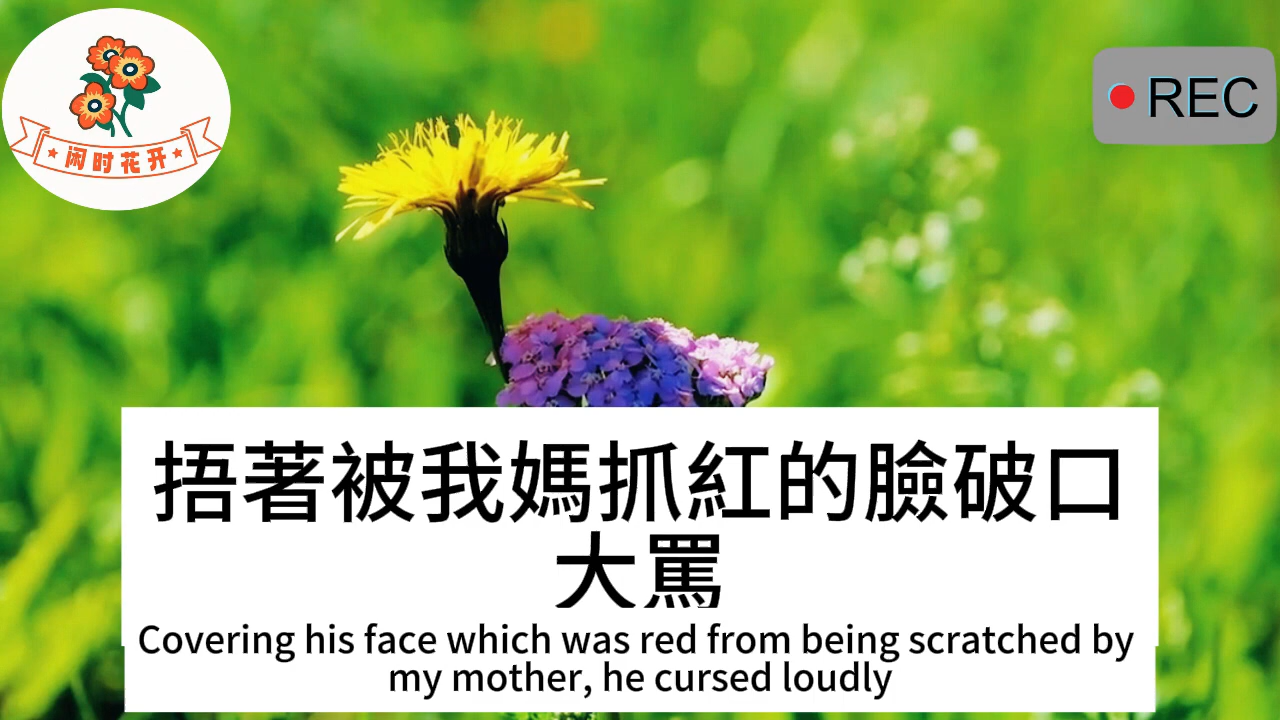 闲时花开
REC
捂著被我媽抓紅的臉破口
大罵
Covering his face which was red from being scratched by
my mother, he cursed loudly